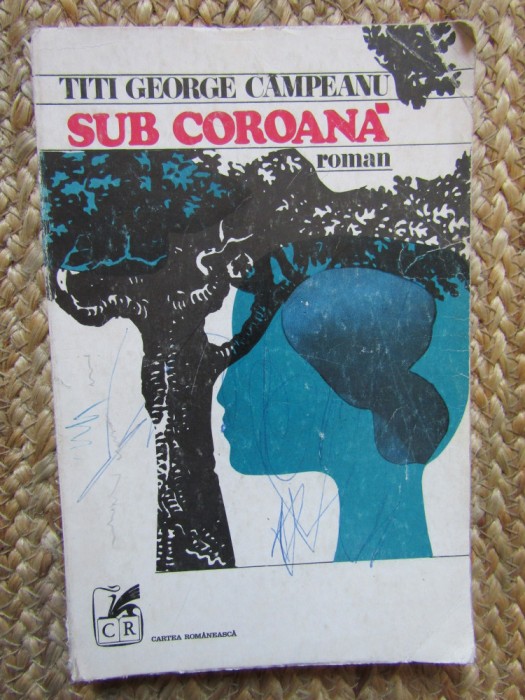 TITI GEORGE CÂMPEANU
SUB COROANĂ
roman
CR
CARTEA ROMÂNEASCĂ